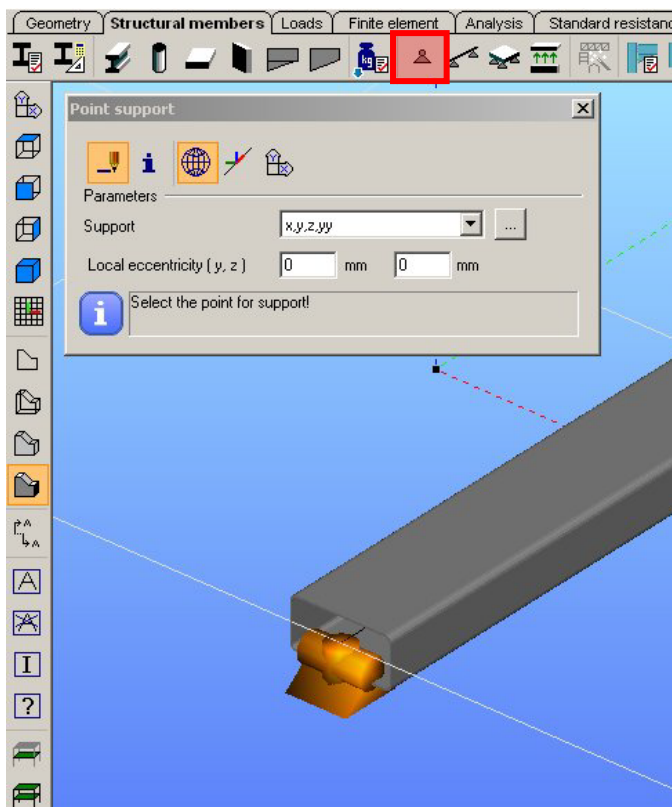 Geometry Structural members Loads Finite element Analysis Standard resistanc
kg
Point support
i
Parameters
Support x,y,z,yy ...
Local eccentricity ( y, z ) 0 mm 0 mm
i Select the point for support!
A
A
A
I
?